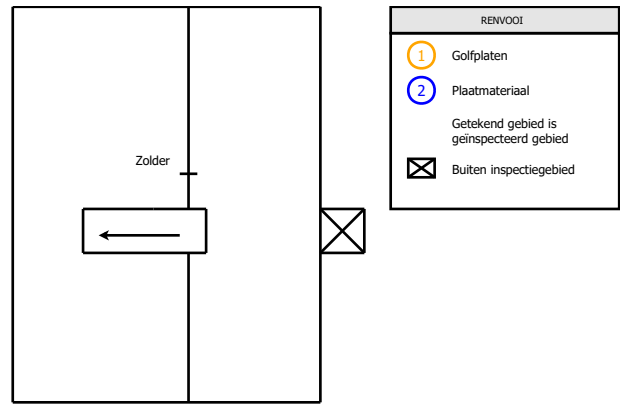 RENVOOI
1 Golfplaten
2 Plaatmateriaal
Getekend gebied is
geïnspecteerd gebied
Buiten inspectiegebied
Zolder